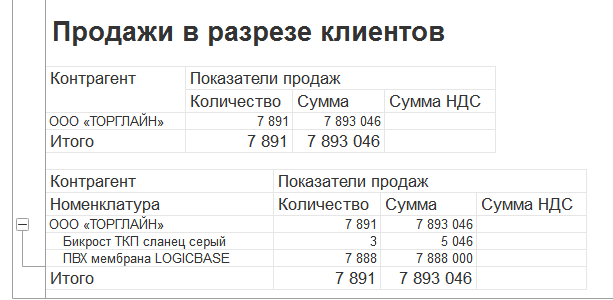 Продажи в разрезе клиентов
Контрагент Показатели продаж
Количество Сумма Сумма НДС
ООО «ТОРГЛАЙН» 7 891 7 893 046
Итого 7 891 7 893 046
Контрагент Показатели продаж
Номенклатура Количество Сумма Сумма НДС
ООО «ТОРГЛАЙН» 7 891 7 893 046
Бикрост ТКП сланец серый 3 5 046
ПВХ мембрана LOGICBASE 7 888 7 888 000
Итого 7 891 7 893 046